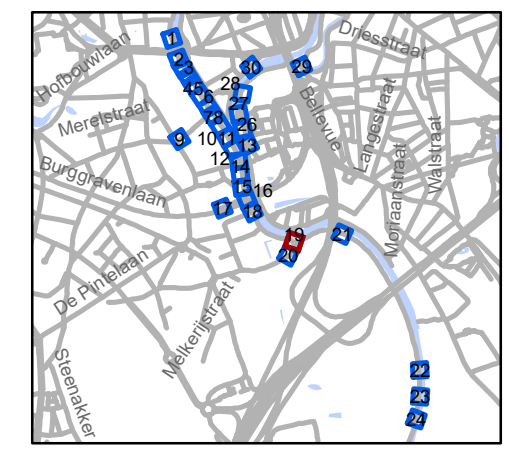 1
Driesstraat
Hofbouwlaan
2
3
30
29
4
5
6
28
27
Bellevue
Langestraat
Walstraat
Merelstraat
7
8
26
9
10
11
13
12
14
Burggravenlaan
15
16
17
18
Moriaanstraat
19
21
20
De Pintelaan
Melkerijstraat
Steenakker
22
23
24